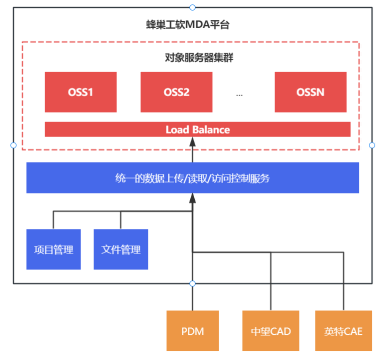 蜂巢工软MDA平台
对象服务器集群
OSS1
OSS2
...
OSSN
Load Balance
统一的数据上传/读取/访问控制服务
项目管理
文件管理
PDM
中望CAD
英特CAE